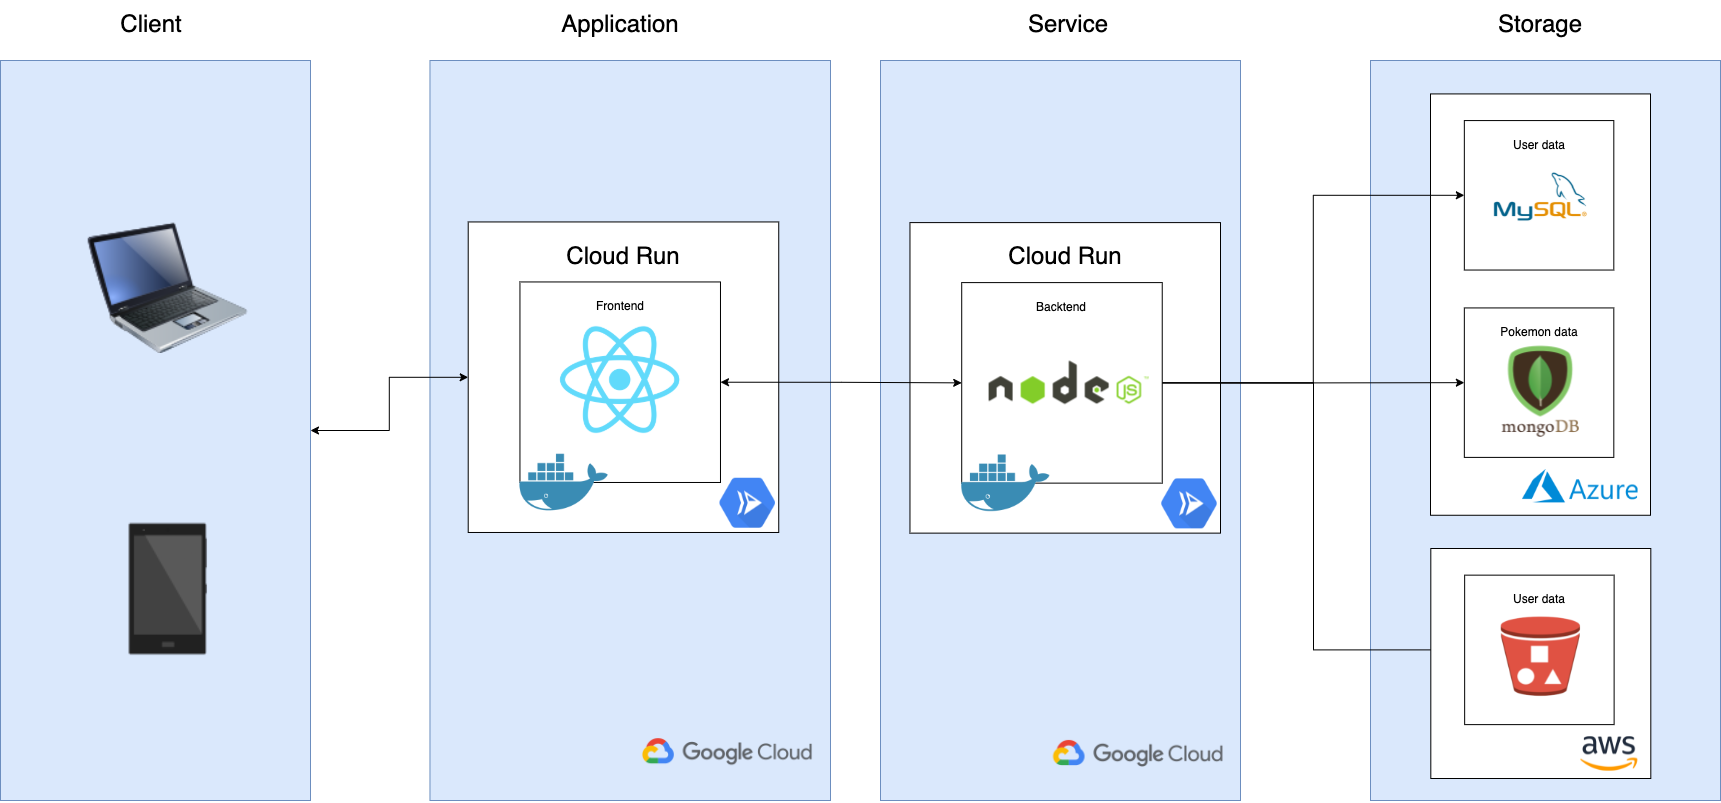 Client
Application
Service
Storage
Cloud Run
Frontend
Google Cloud
Cloud Run
Backtend
node
JS
™
Google Cloud
User data
MySQL®
Pokemon data
mongoDB
Azure
User data
aws